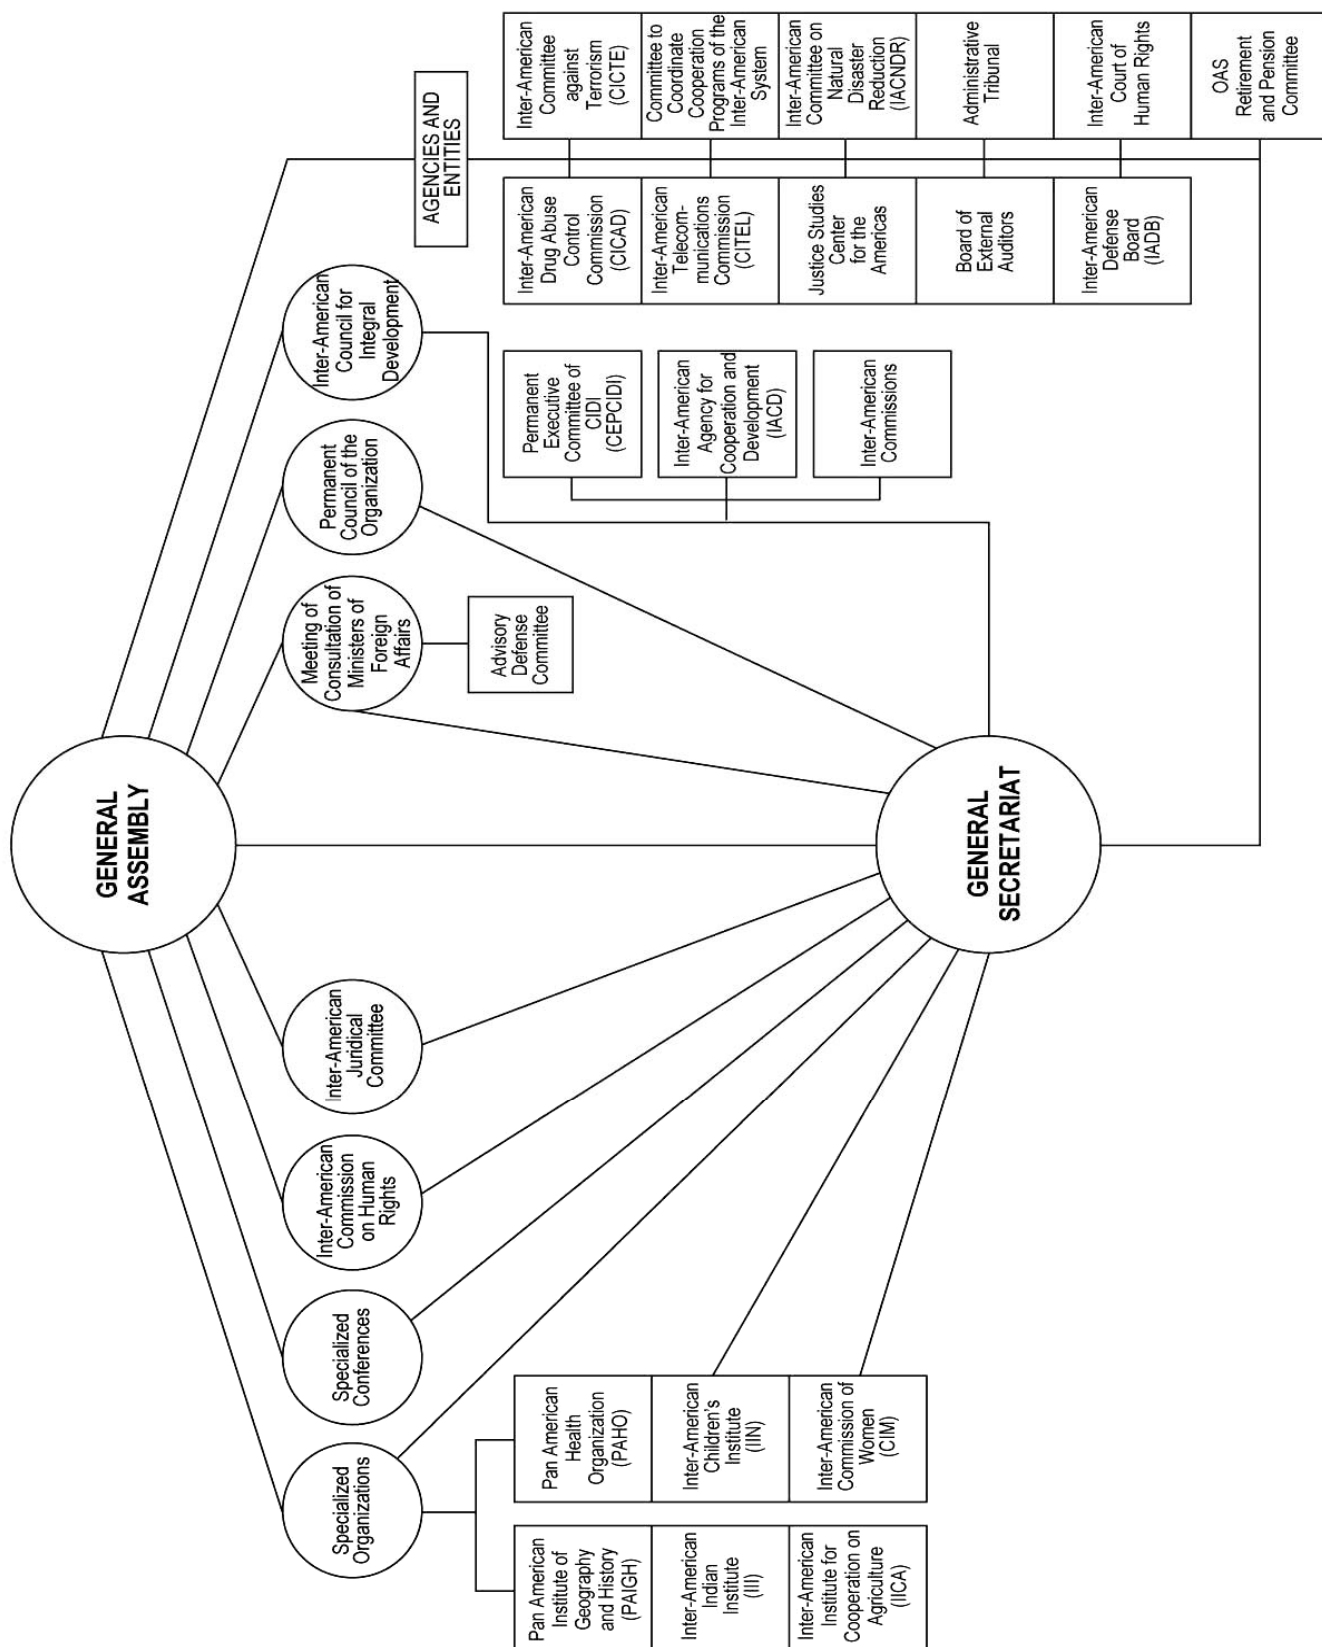 GENERAL
ASSEMBLY
Specialized
Organizations
Specialized
Conferences
Inter-American
Commission
on Human
Rights
Inter-American
Juridical
Committee
Meeting of
Consultation of
Ministers of
Foreign
Affairs
Permanent
Council of the
Organization
Inter-American
Council for
Integral
Development
AGENCIES AND
ENTITIES
Advisory
Defense
Committee
Pan American
Institute of
Geography
and History
(PAIGH)
Pan American
Health
Organization
(PAHO)
Inter-American
Indian
Institute
(III)
Inter-American
Children's
Institute
(IIN)
Inter-American
Institute for
Cooperation on
Agriculture
(IICA)
Inter-American
Commission of
Women
(CIM)
Permanent
Executive
Committee of
CIDI
(CEPCIDI)
Inter-American
Agency for
Cooperation and
Development
(IACD)
Inter-American
Commissions
Inter-American
Drug Abuse
Control
Commission
(CICAD)
Inter-American
Committee
against
Terrorism
(CICTE)
Inter-American
Telecom-
munications
Commission
(CITEL)
Committee to
Coordinate
Cooperation
Programs of the
Inter-American
System
Justice Studies
Center
for the
Americas
Inter-American
Committee on
Natural
Disaster
Reduction
(IACNDR)
Board of
External
Auditors
Administrative
Tribunal
Inter-American
Defense
Board
(IADB)
Inter-American
Court of
Human Rights
OAS
Retirement
and Pension
Committee
GENERAL
SECRETARIAT